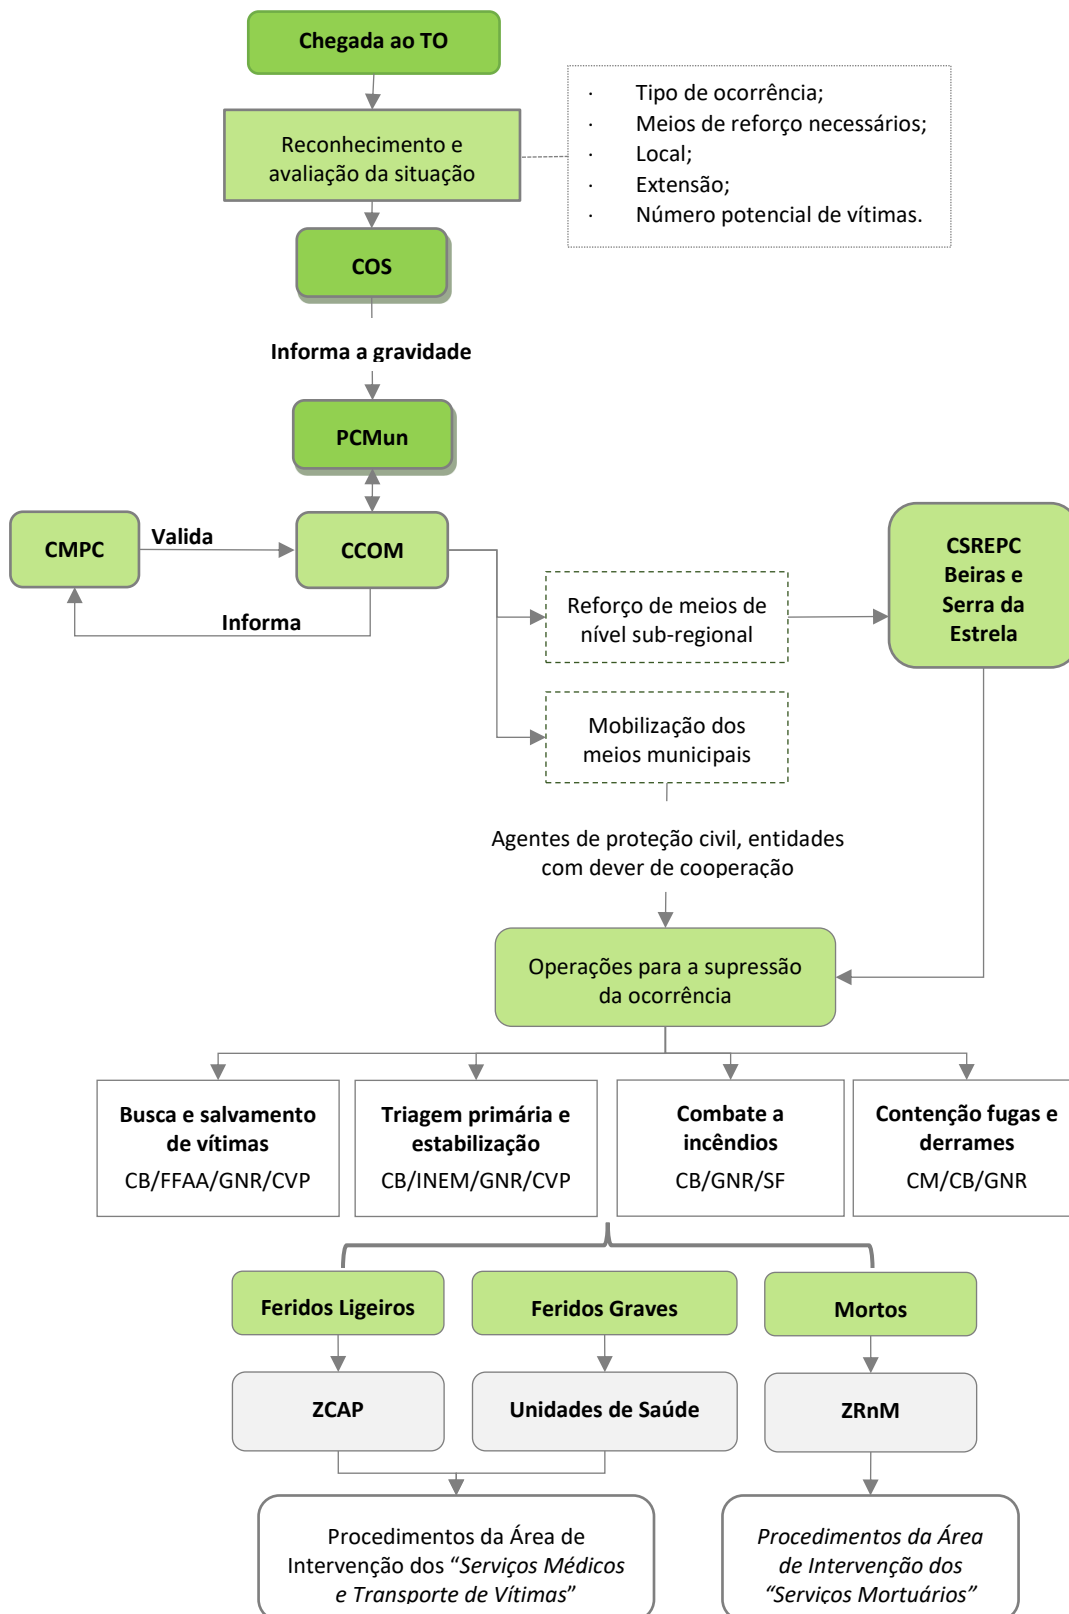 Chegada ao TO
· Tipo de ocorrência;
· Meios de reforço necessários;
· Local;
· Extensão;
· Número potencial de vítimas.
Reconhecimento e
avaliação da situação
COS
Informa a gravidade
PCMun
CMPC
Valida
CCOM
Informa
CSREPC
Beiras e
Serra da
Estrela
Reforço de meios de
nível sub-regional
Mobilização dos
meios municipais
Agentes de proteção civil, entidades
com dever de cooperação
Operações para a supressão
da ocorrência
Busca e salvamento
de vítimas
CB/FFAA/GNR/CVP
Triagem primária e
estabilização
CB/INEM/GNR/CVP
Combate a
incêndios
CB/GNR/SF
Contenção fugas e
derrames
CM/CB/GNR
Feridos Ligeiros
Feridos Graves
Mortos
ZCAP
Unidades de Saúde
ZRnM
Procedimentos da Área de
Intervenção dos “Serviços Médicos
e Transporte de Vítimas”
Procedimentos da Área
de Intervenção dos
“Serviços Mortuários”